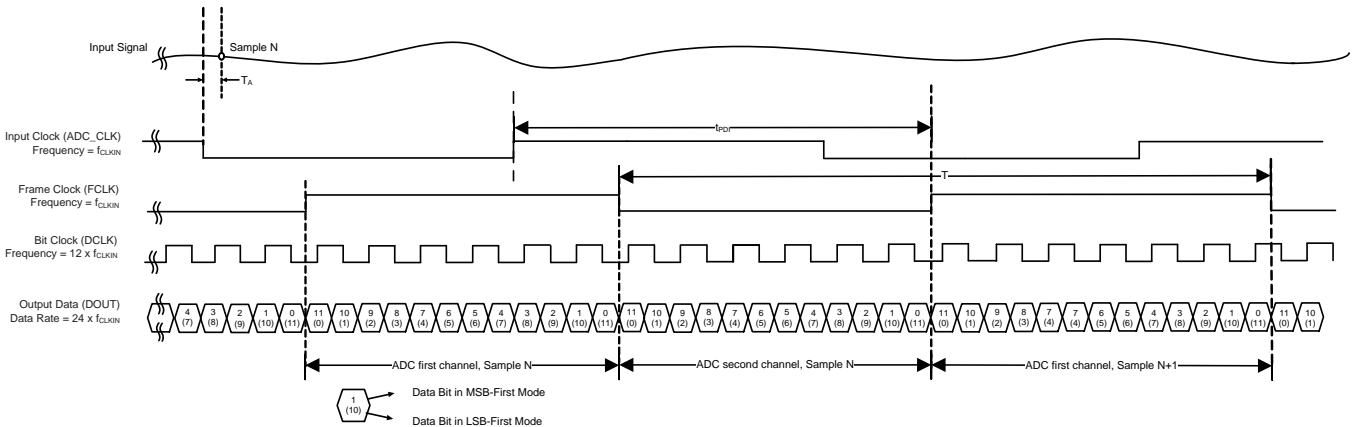 Input Signal
Sample N
TA
Input Clock (ADC_CLK)
Frequency = fCLKIN
tPDI
Frame Clock (FCLK)
Frequency = fCLKIN
T
Bit Clock (DCLK)
Frequency = 12 x fCLKIN
Output Data (DOUT)
Data Rate = 24 x fCLKIN
4 3 2 1 0 11 10 9 8 7 6 5 4 3 2 1 0 11 10 9 8 7 6 5 4 3 2 1 0 11 10 9 8 7 7 6 5 4 3 2 1 0 11 10
(7) (8) (9) (10) (11) (0) (1) (2) (3) (4) (5) (6) (7) (8) (9) (10) (11) (0) (1) (2) (3) (4) (5) (6) (7) (8) (9) (10) (11) (0) (1) (2) (3) (4) (4) (5) (6) (7) (8) (9) (10) (11) (0) (1)
ADC first channel, Sample N
ADC second channel, Sample N
ADC first channel, Sample N+1
1
(10)
Data Bit in MSB-First Mode
Data Bit in LSB-First Mode